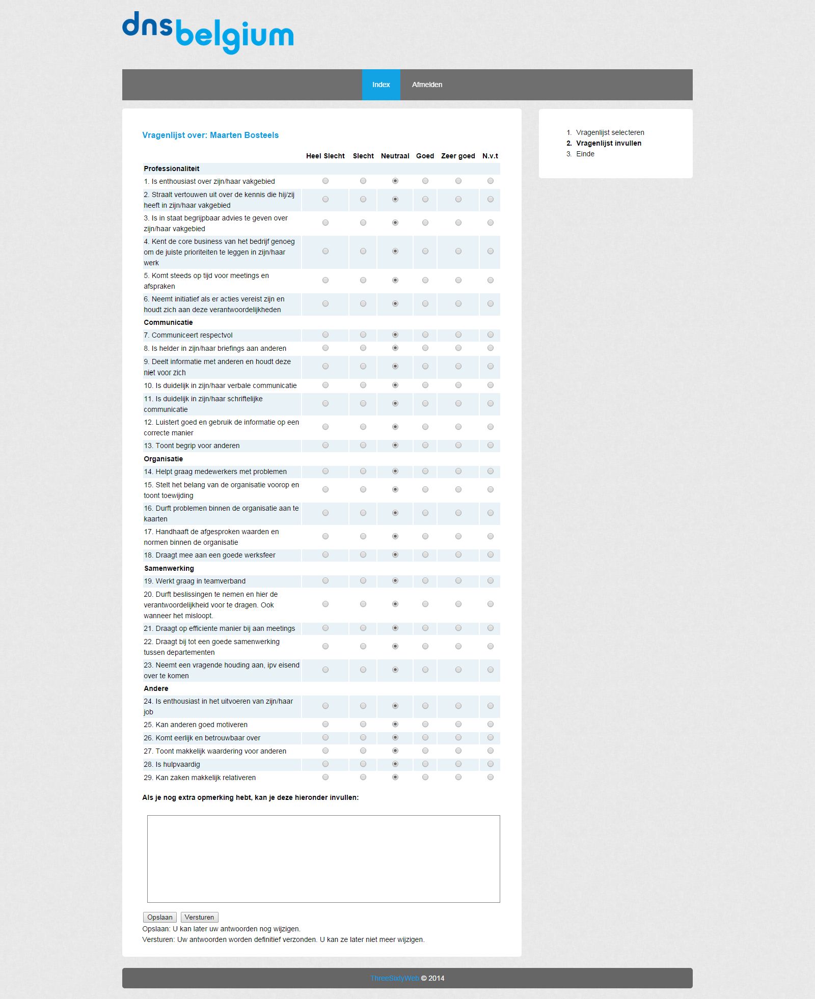 dns belgium
Index Afmelden
Vragenlijst over: Maarten Bosteels
Heel Slecht Slecht Neutraal Goed Zeer goed N.v.t
Professionaliteit
1. Is enthousiast over zijn/haar vakgebied
2. Straalt vertouwen uit over de kennis die hij/zij
heeft in zijn/haar vakgebied
3. Is in staat begrijpbaar advies te geven over
zijn/haar vakgebied
4. Kent de core business van het bedrijf genoeg
om de juiste prioriteiten te leggen in zijn/haar
werk
5. Komt steeds op tijd voor meetings en
afspraken
6. Neemt initiatief als er acties vereist zijn en
houdt zich aan deze verantwoordelijkheden
Communicatie
7. Communiceert respectvol
8. Is helder in zijn/haar briefings aan anderen
9. Deelt informatie met anderen en houdt deze
niet voor zich
10. Is duidelijk in zijn/haar verbale communicatie
11. Is duidelijk in zijn/haar schriftelijke
communicatie
12. Luistert goed en gebruik de informatie op een
correcte manier
13. Toont begrip voor anderen
Organisatie
14. Helpt graag medewerkers met problemen
15. Stelt het belang van de organisatie voorop en
toont toewijding
16. Durft problemen binnen de organisatie aan te
kaarten
17. Handhaaft de afgesproken waarden en
normen binnen de organisatie
18. Draagt mee aan een goede werksfeer
Samenwerking
19. Werkt graag in teamverband
20. Durft beslissingen te nemen en hier de
verantwoordelijkheid voor te dragen. Ook
wanneer het misloopt.
21. Draagt op efficiente manier bij aan meetings
22. Draagt bij tot een goede samenwerking
tussen departementen
23. Neemt een vragende houding aan, ipv eisend
over te komen
Andere
24. Is enthousiast in het uitvoeren van zijn/haar
job
25. Kan anderen goed motiveren
26. Komt eerlijk en betrouwbaar over
27. Toont makkelijk waardering voor anderen
28. Is hulpvaardig
29. Kan zaken makkelijk relativeren
Als je nog extra opmerking hebt, kan je deze hieronder invullen:
Opslaan Versturen
Opslaan: U kan later uw antwoorden nog wijzigen.
Versturen: Uw antwoorden worden definitief verzonden. U kan ze later niet meer wijzigen.
1. Vragenlijst selecteren
2. Vragenlijst invullen
3. Einde
ThreeSixtyWeb © 2014